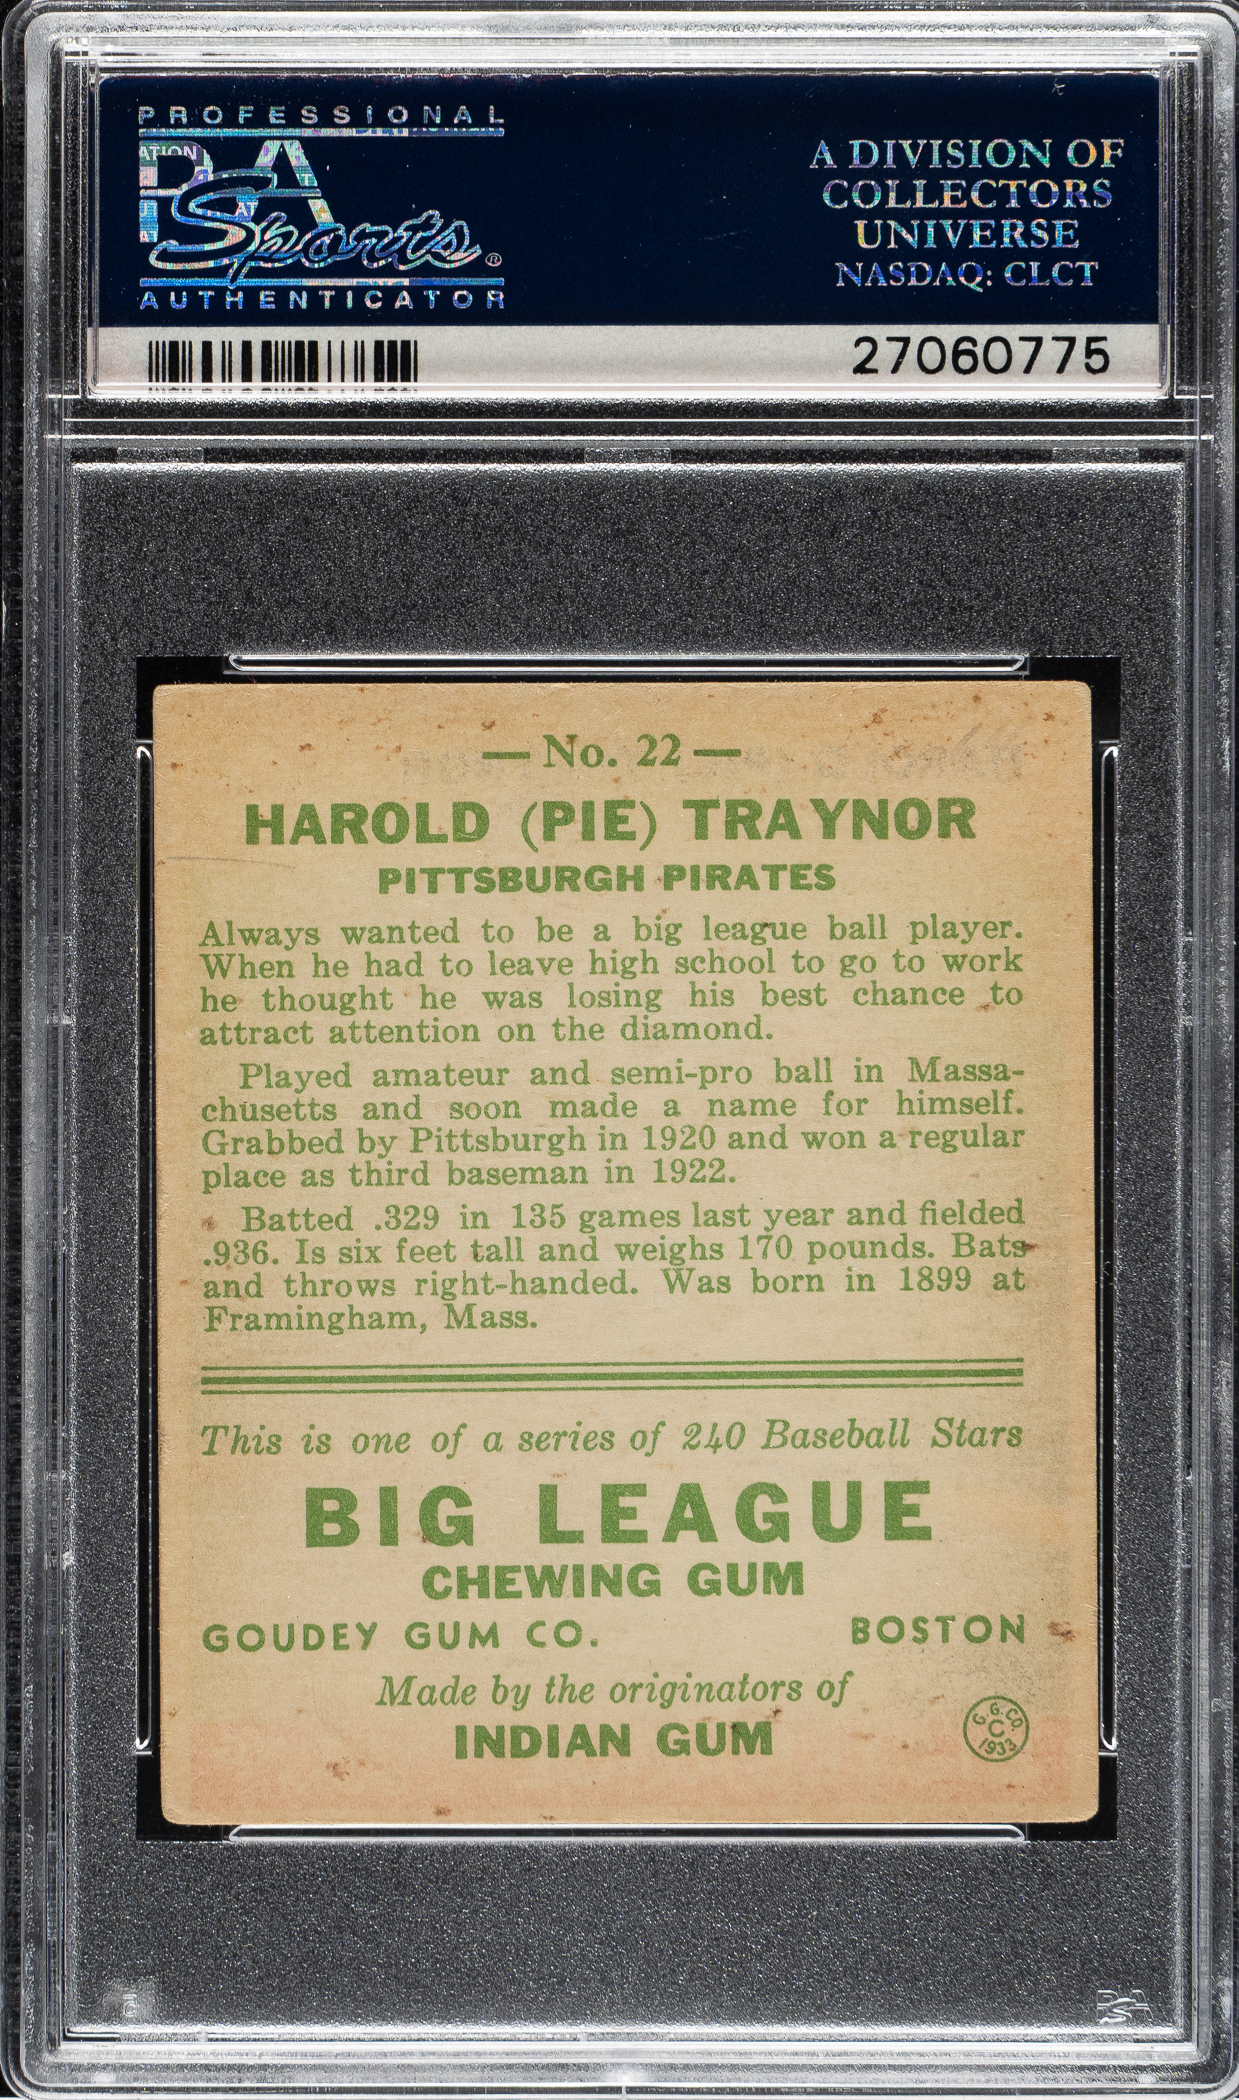 PROFESSIONAL
PSA
Sports®
AUTHENTICATOR
A DIVISION OF
COLLECTORS
UNIVERSE
NASDAQ: CLCT
27060775
— No. 22 —
HAROLD (PIE) TRAYNOR
PITTSBURGH PIRATES
Always wanted to be a big league ball player.
When he had to leave high school to go to work
he thought he was losing his best chance to
attract attention on the diamond.
Played amateur and semi-pro ball in Massa-
chusetts and soon made a name for himself.
Grabbed by Pittsburgh in 1920 and won a regular
place as third baseman in 1922.
Batted .329 in 135 games last year and fielded
.936. Is six feet tall and weighs 170 pounds. Bats
and throws right-handed. Was born in 1899 at
Framingham, Mass.
This is one of a series of 240 Baseball Stars
BIG LEAGUE
CHEWING GUM
GOUDEY GUM CO. BOSTON
Made by the originators of
INDIAN GUM
G. G. CO.
C
1933
PSA